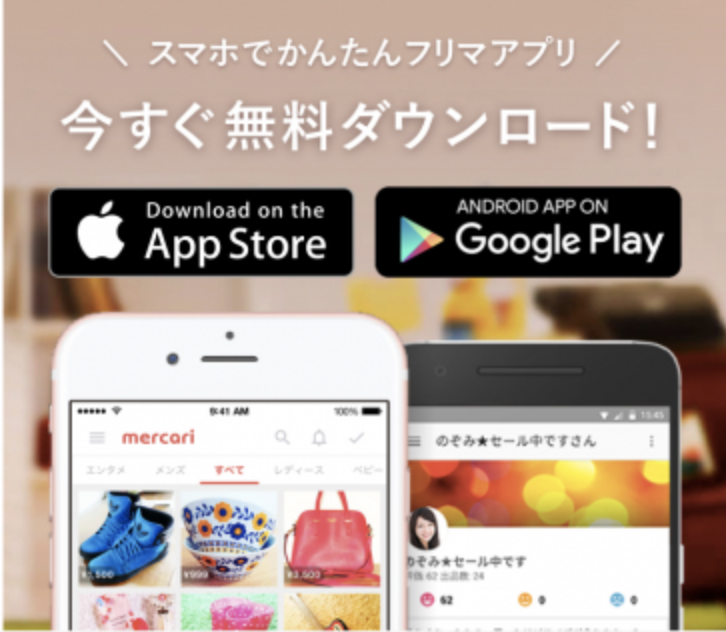 \ スマホでかんたんフリマアプリ /
今すぐ無料ダウンロード!
Download on the
App Store
ANDROID APP ON
Google Play
9:41 AM
100%
15:45
mercari
のぞみ★セール中ですさん
エンタメ
メンズ
すべて
レディース
ベビー
¥999
¥3,500
のぞみ★セール中です
評価 62 出品数: 24
62
0
0